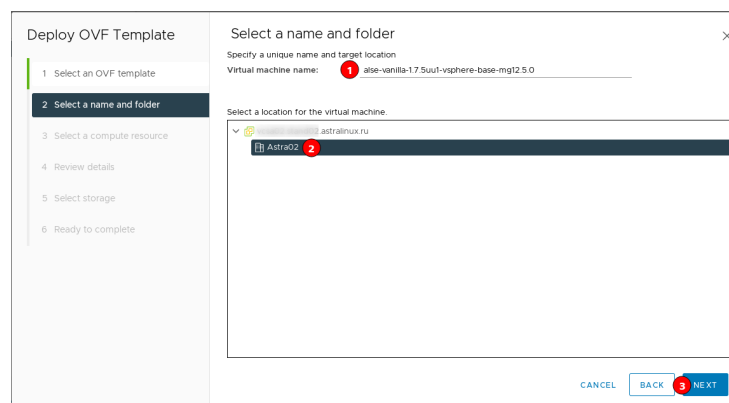 Deploy OVF Template
1 Select an OVF template
2 Select a name and folder
3 Select a compute resource
4 Review details
5 Select storage
6 Ready to complete
Select a name and folder
Specify a unique name and target location
Virtual machine name: 1 alse-vanilla-1.7.5uu1-vsphere-base-mg12.5.0
Select a location for the virtual machine.
.astralinux.ru
Astra02 2
CANCEL BACK 3 NEXT